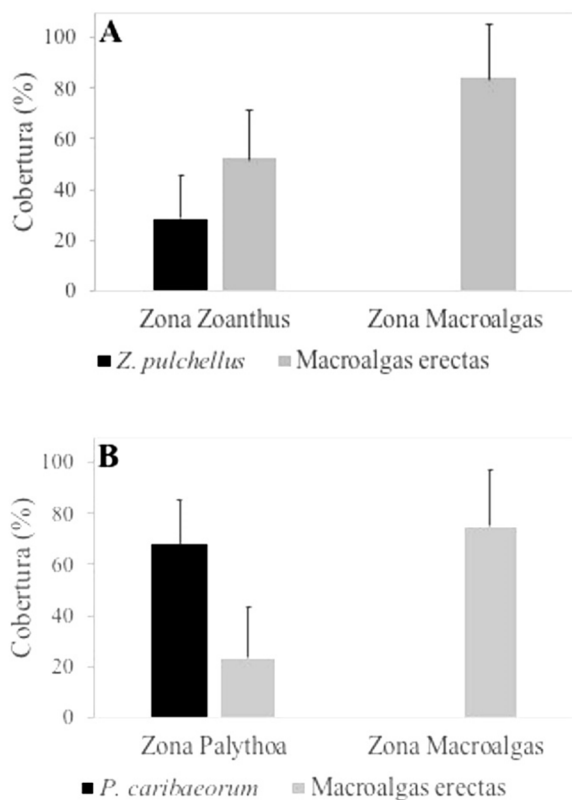 A
100
80
60
40
20
0
Cobertura (%)
Zona Zoanthus Zona Macroalgas
Z. pulchellus Macroalgas erectas
B
100
80
60
40
20
0
Cobertura (%)
Zona Palythoa Zona Macroalgas
P. caribaeorum Macroalgas erectas